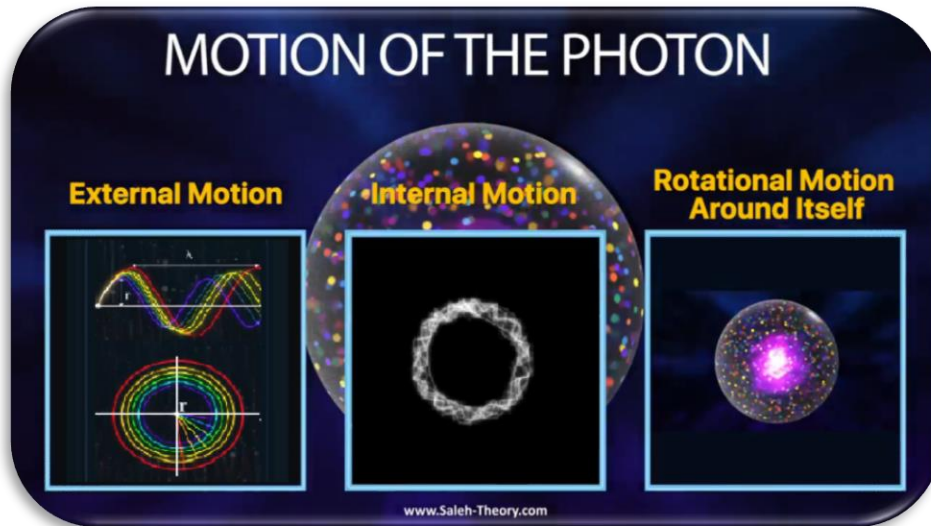 MOTION OF THE PHOTON
External Motion
Internal Motion
Rotational Motion
Around Itself
λ
r
r
www.Saleh-Theory.com